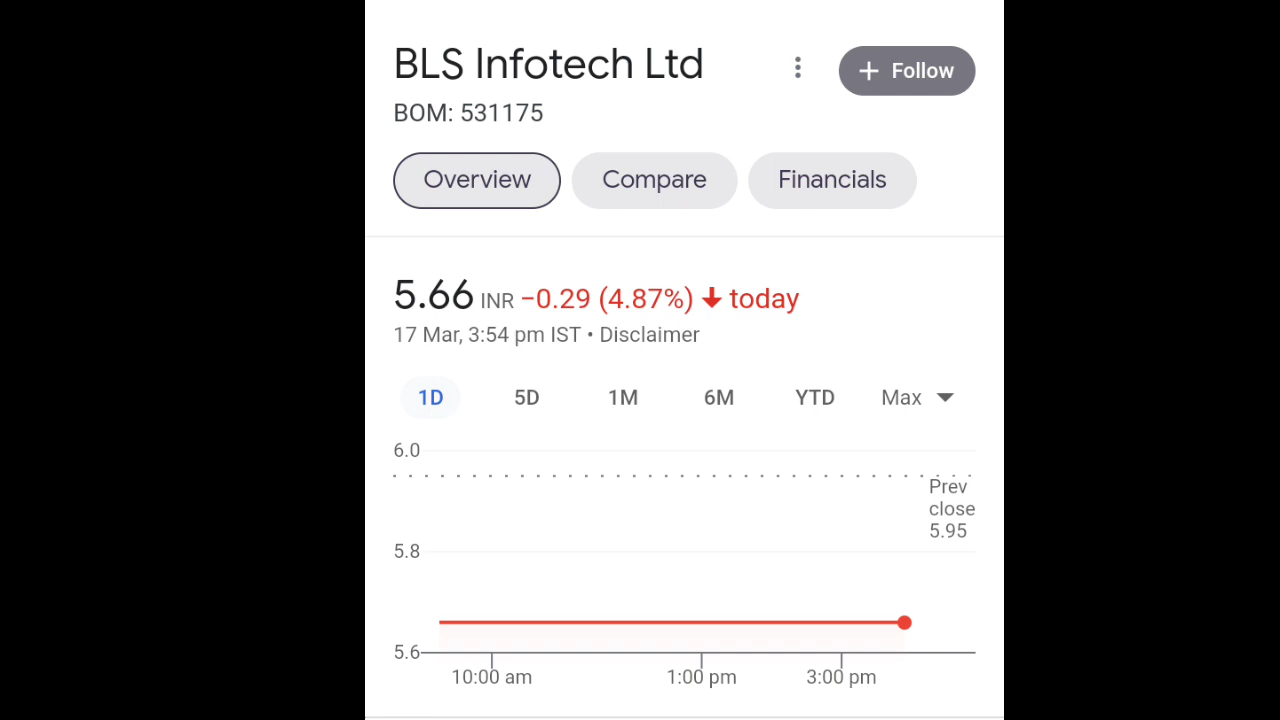 BLS Infotech Ltd
+ Follow
BOM: 531175
Overview Compare Financials
5.66 INR −0.29 (4.87%) ↓ today
17 Mar, 3:54 pm IST • Disclaimer
1D 5D 1M 6M YTD Max
6.0
Prev
close
5.95
5.8
5.6
10:00 am 1:00 pm 3:00 pm